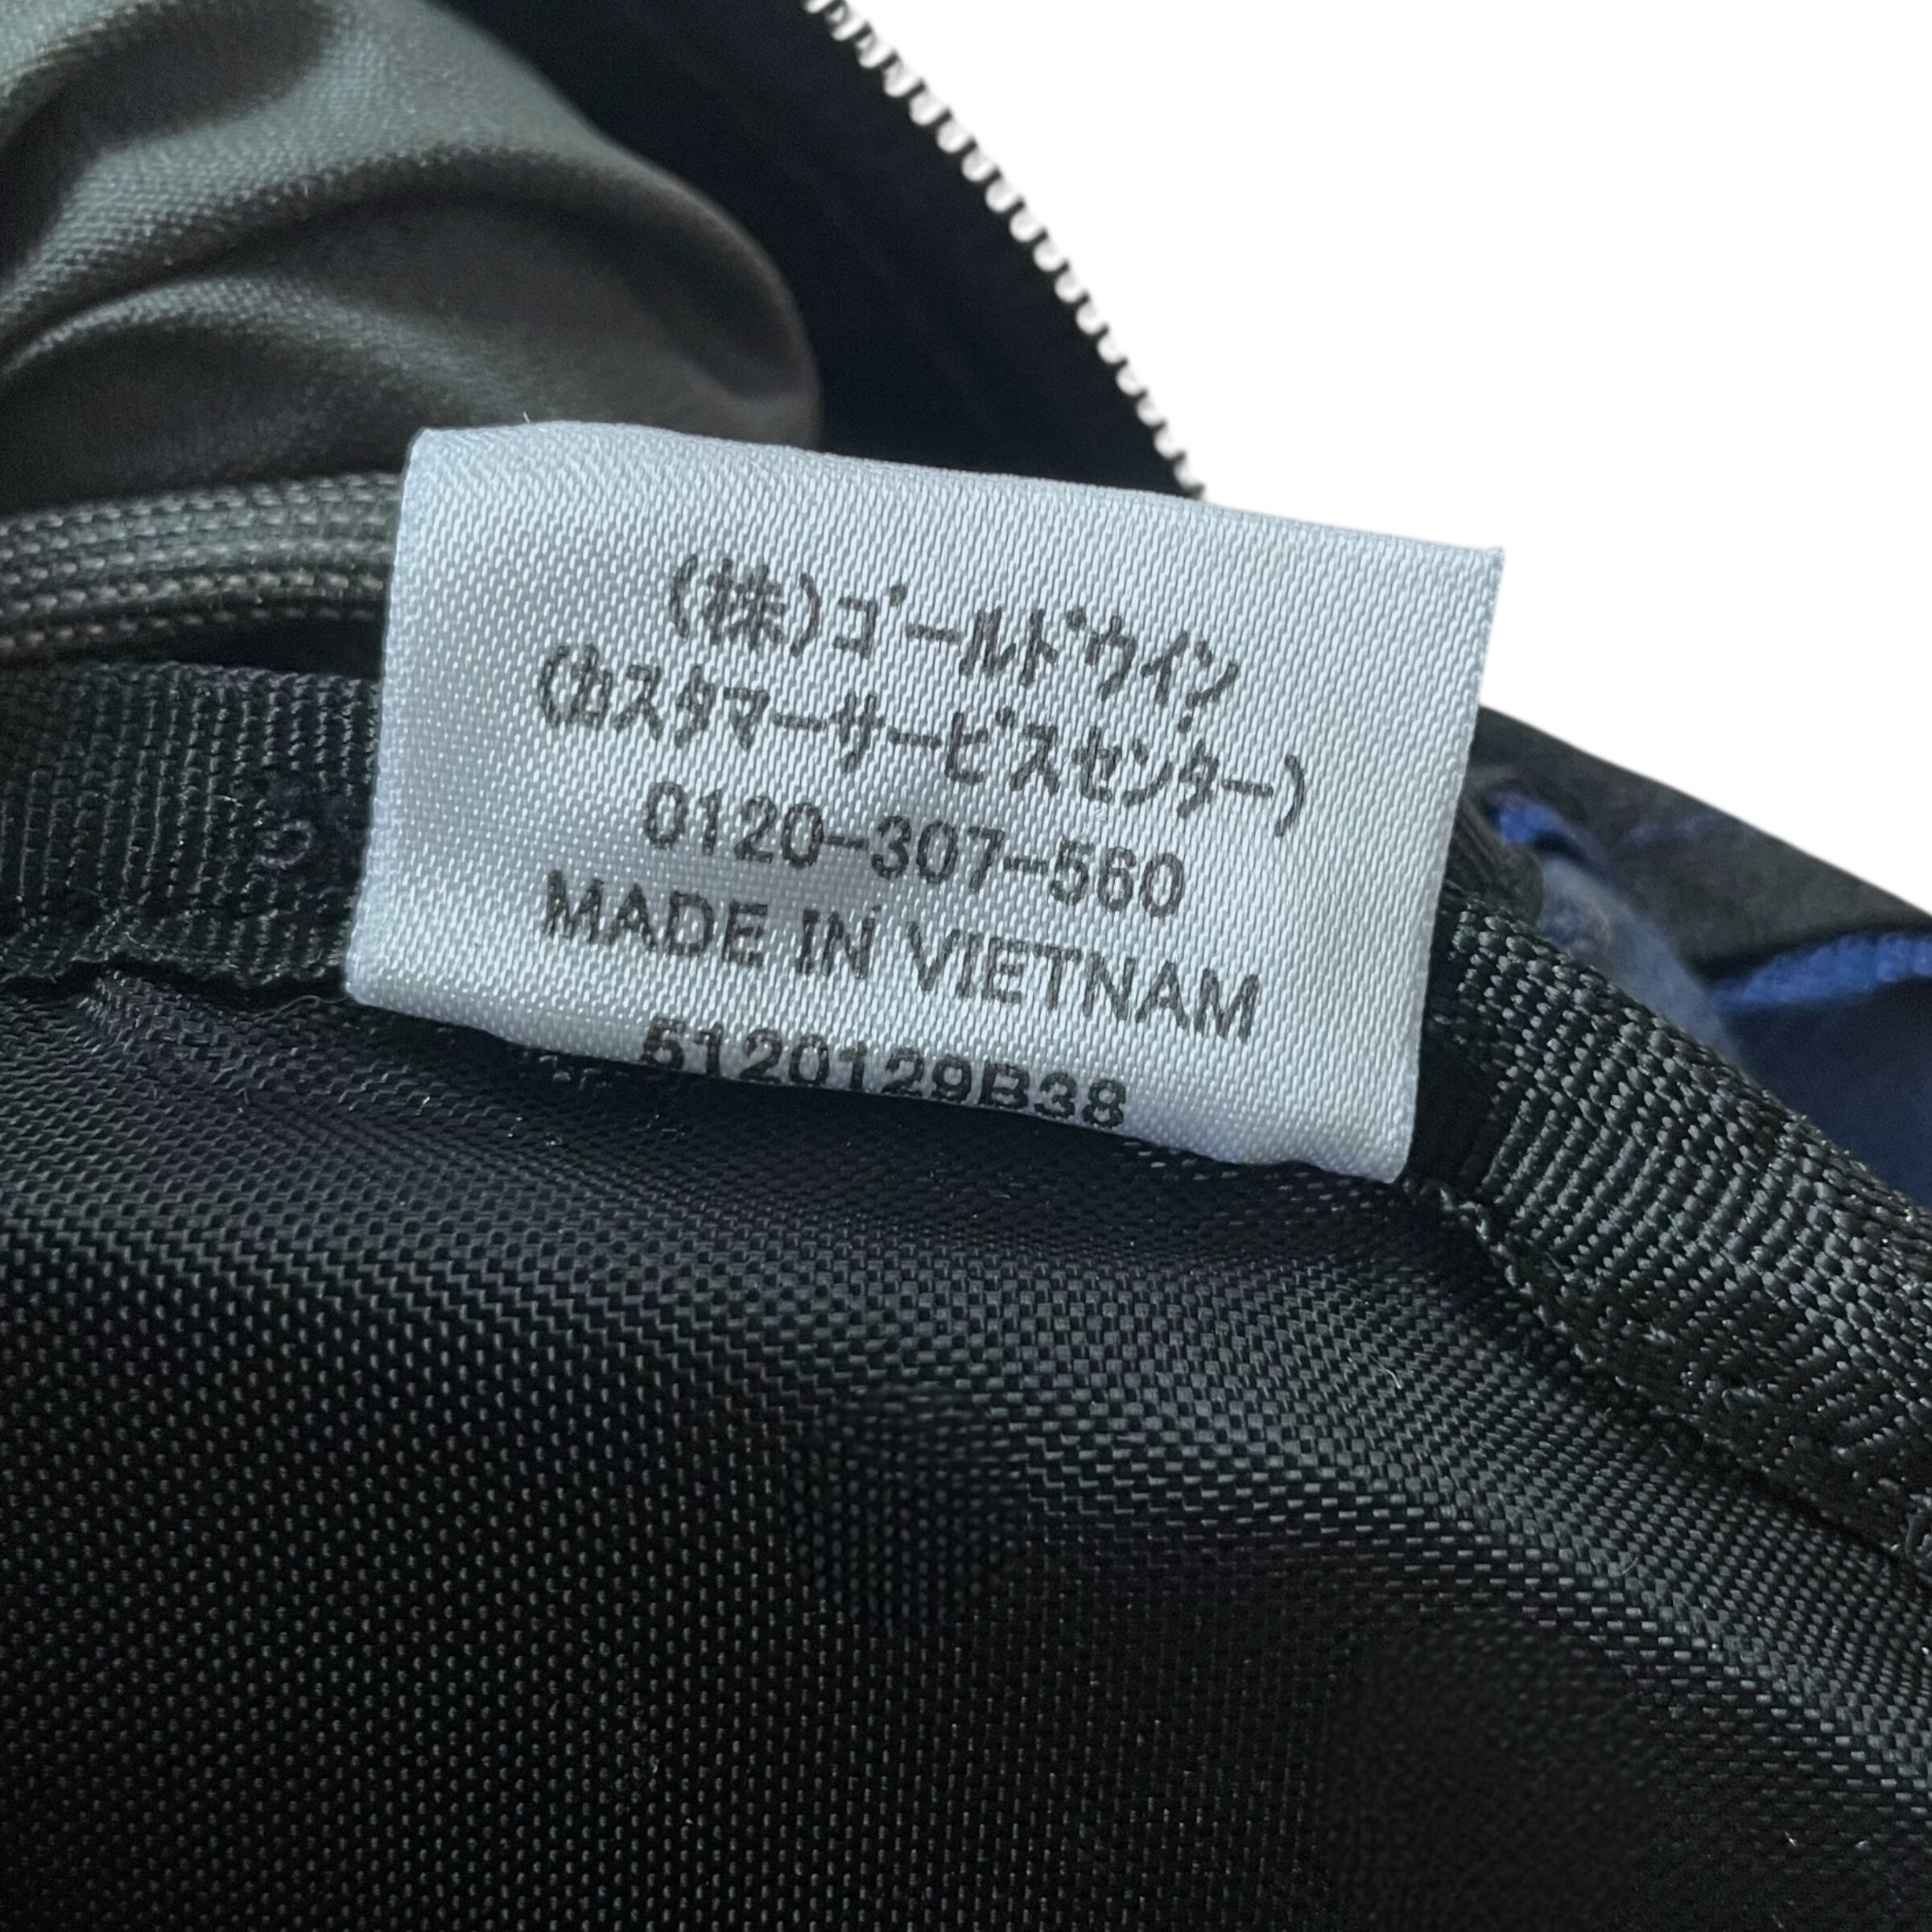 (株)ゴールドウイン
(カスタマーサービスセンター)
0120-307-560
MADE IN VIETNAM
5120129B38